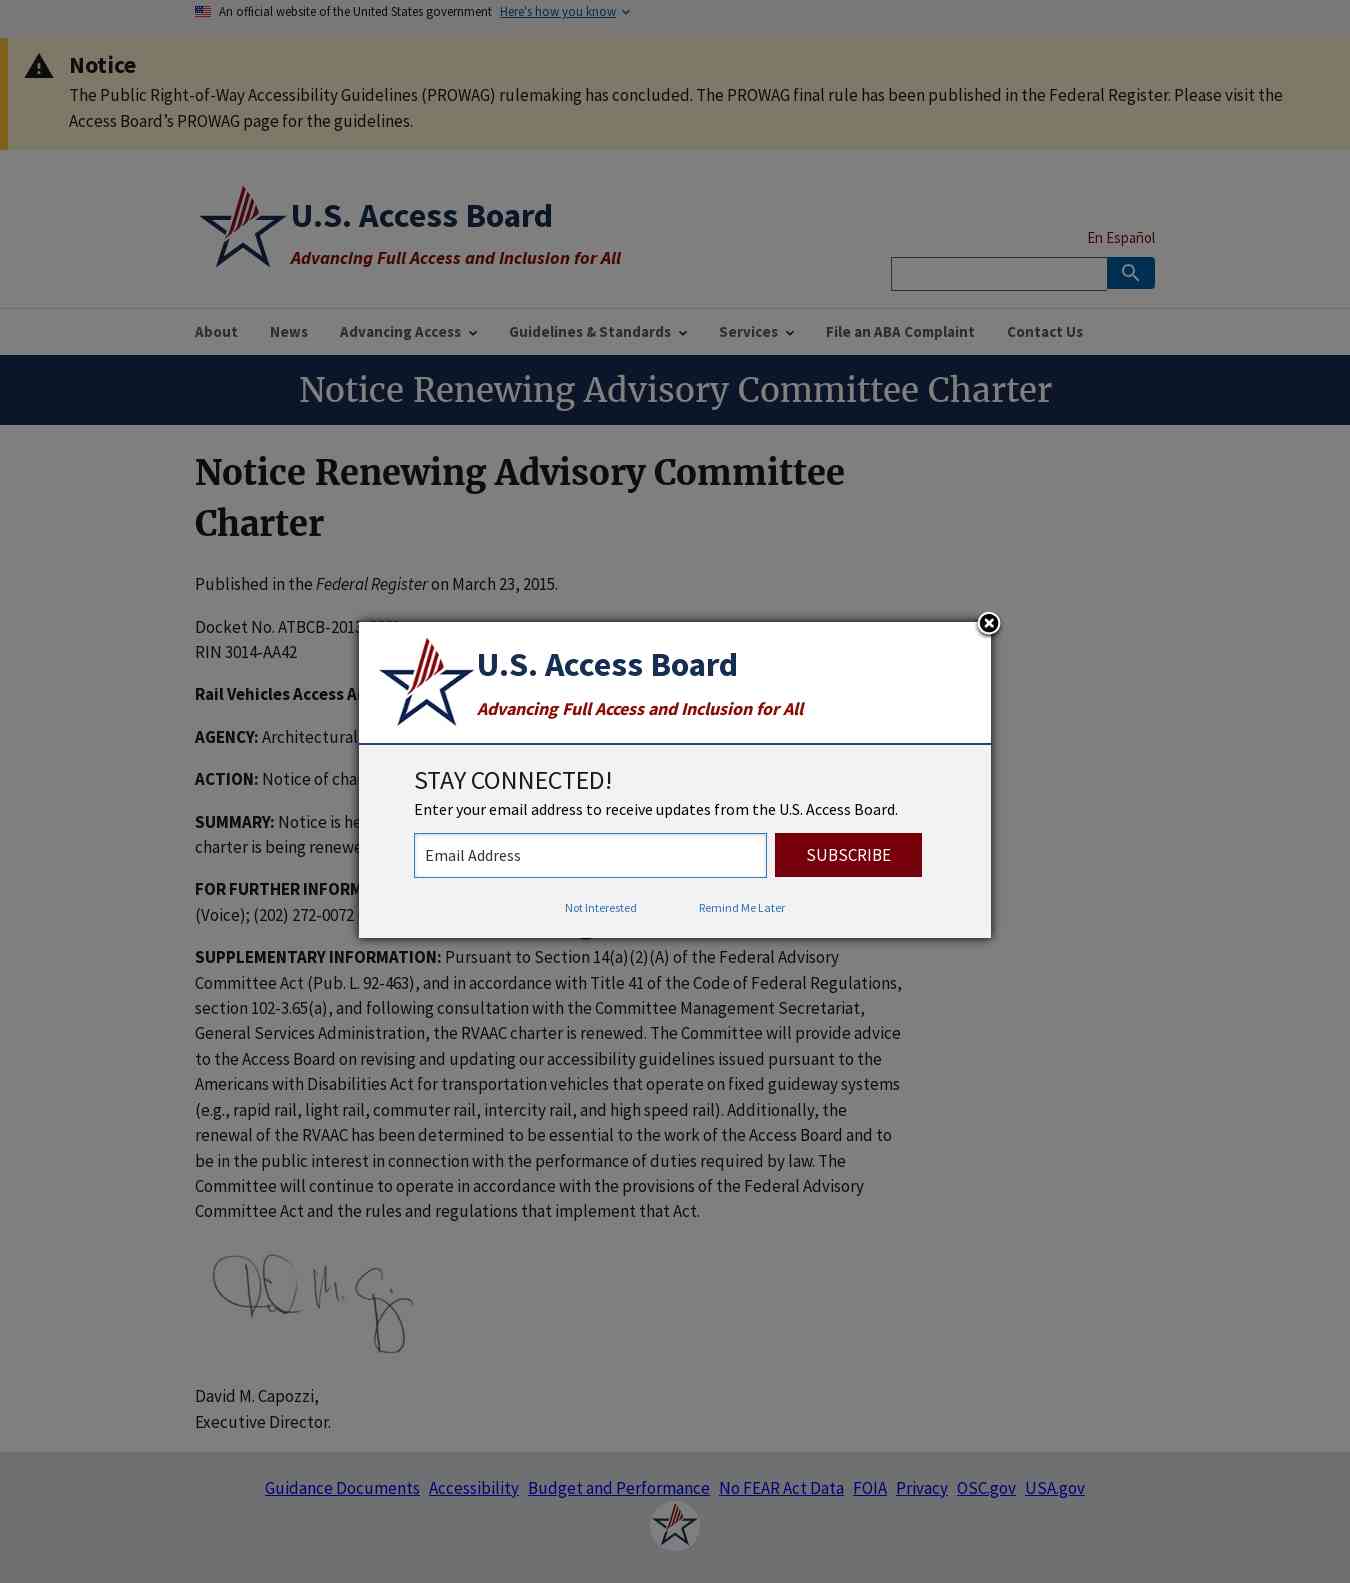 An official website of the United States government Here's how you know
Notice
The Public Right-of-Way Accessibility Guidelines (PROWAG) rulemaking has concluded. The PROWAG final rule has been published in the Federal Register. Please visit the
Access Board’s PROWAG page for the guidelines.
U.S. Access Board
Advancing Full Access and Inclusion for All
En Español
About News Advancing Access Guidelines & Standards Services File an ABA Complaint Contact Us
Notice Renewing Advisory Committee Charter
Notice Renewing Advisory Committee
Charter
Published in the Federal Register on March 23, 2015.
Docket No. ATBCB-2013-
RIN 3014-AA42
Rail Vehicles Access
AGENCY: Architectural
ACTION: Notice of
SUMMARY: Notice is
charter is being
FOR FURTHER
(Voice); (202) 272-0072
U.S. Access Board
Advancing Full Access and Inclusion for All
STAY CONNECTED!
Enter your email address to receive updates from the U.S. Access Board.
Email Address SUBSCRIBE
Not Interested Remind Me Later
SUPPLEMENTARY INFORMATION: Pursuant to Section 14(a)(2)(A) of the Federal Advisory
Committee Act (Pub. L. 92-463), and in accordance with Title 41 of the Code of Federal Regulations,
section 102-3.65(a), and following consultation with the Committee Management Secretariat,
General Services Administration, the RVAAC charter is renewed. The Committee will provide advice
to the Access Board on revising and updating our accessibility guidelines issued pursuant to the
Americans with Disabilities Act for transportation vehicles that operate on fixed guideway systems
(e.g., rapid rail, light rail, commuter rail, intercity rail, and high speed rail). Additionally, the
renewal of the RVAAC has been determined to be essential to the work of the Access Board and to
be in the public interest in connection with the performance of duties required by law. The
Committee will continue to operate in accordance with the provisions of the Federal Advisory
Committee Act and the rules and regulations that implement that Act.
David M. Capozzi,
Executive Director.
Guidance Documents Accessibility Budget and Performance No FEAR Act Data FOIA Privacy OSC.gov USA.gov